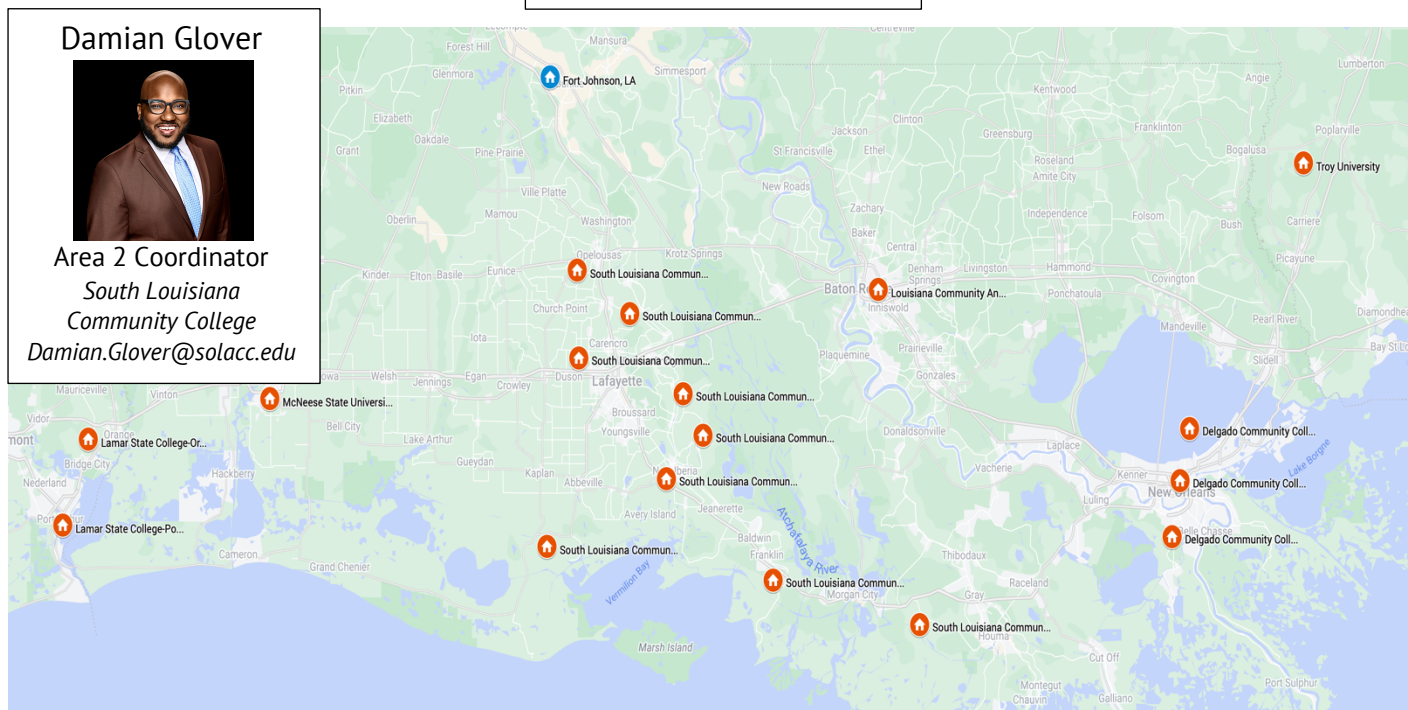 Damian Glover
Area 2 Coordinator
South Louisiana
Community College
Damian.Glover@solacc.edu
Mansura
Centreville
Forest Hill
Simmesport
Lumberton
Glenmora
Fort Johnson, LA
Angie
Pitkin
Kentwood
Elizabeth
Clinton
Franklinton
Poplarville
Oakdale
Jackson
Greensburg
Grant
Pine Prairie
St Francisville
Ethel
Bogalusa
Roseland
Amite City
Troy University
Ville Platte
New Roads
Oberlin
Mamou
Washington
Zachary
Independence
Folsom
Bush
Carriere
Baker
Central
Opelousas
Krotz Springs
Picayune
Kinder
Elton
Basile
Eunice
South Louisiana Commun...
Denham
Springs
Livingston
Hammond
Covington
Baton
Louisiana Community An...
Ponchatoula
Church Point
South Louisiana Commun...
Inniswold
Pearl River
Diamondhea
Mandeville
Iota
Carencro
Prairieville
Bay St Lo
South Louisiana Commun...
Plaquemine
Slidell
Welsh
Jennings
Egan
Crowley
Duson
Lafayette
Gonzales
Mauriceville
Vinton
McNeese State Universi...
South Louisiana Commun...
Vidor
Broussard
Bell City
Youngsville
Donaldsonville
Delgado Community Coll...
mont
Orange
Lamar State College-Or...
Lake Arthur
South Louisiana Commun...
Laplace
Bridge City
Gueydan
Vacherie
Kenner
Lake Borgne
Hackberry
Kaplan
Abbeville
South Louisiana Commun...
Delgado Community Coll...
Nederland
New Orleans
Luling
Jeanerette
Avery Island
Atchafalaya River
Lamar State College-Po...
Baldwin
Delgado Community Coll...
Cameron
South Louisiana Commun...
Franklin
Thibodaux
Grand Chenier
Vermilion Bay
South Louisiana Commun...
Raceland
Morgan City
Gray
South Louisiana Commun...
Houma
Marsh Island
Cut Off
Montegut
Port Sulphur
Chauvin
Galliano